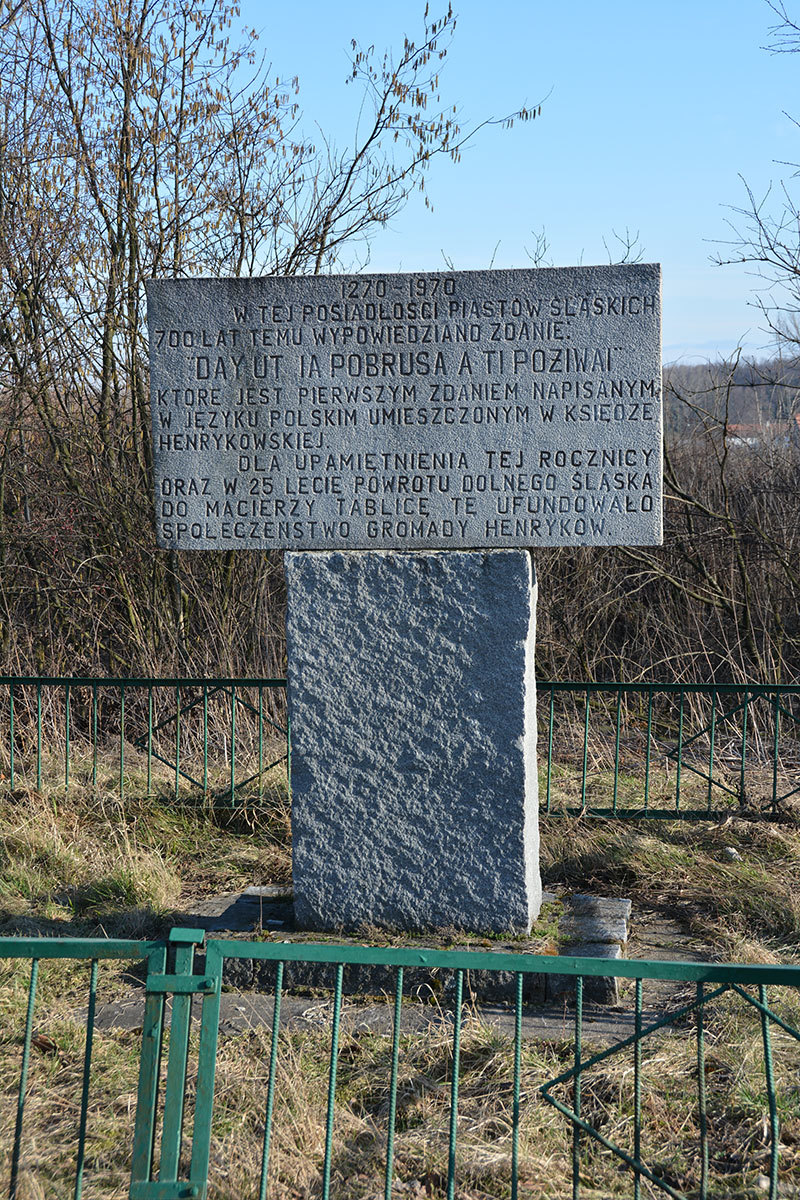 1270-1970
W TEJ POSIADŁOŚCI PIASTÓW ŚLĄSKICH
700 LAT TEMU WYPOWIEDZIANO ZDANIE:
"DAY UT IA POBRUSA A TI POZIWAI"
KTÓRE JEST PIERWSZYM ZDANIEM NAPISANYM
W JĘZYKU POLSKIM UMIESZCZONYM W KSIĘDZE
HENRYKOWSKIEJ.
DLA UPAMIĘTNIENIA TEJ ROCZNICY
ORAZ W 25 LECIE POWROTU DOLNEGO ŚLĄSKA
DO MACIERZY TABLICĘ TĘ UFUNDOWAŁO
SPOŁECZEŃSTWO GROMADY HENRYKÓW.